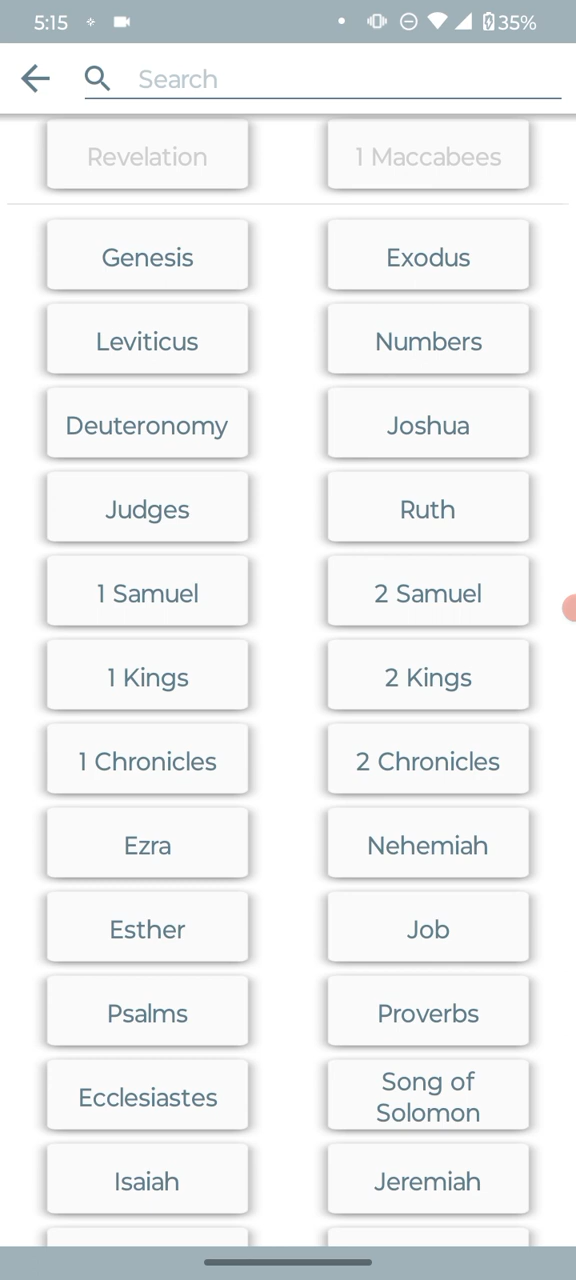 5:15
35%
Search
Revelation
1 Maccabees
Genesis
Exodus
Leviticus
Numbers
Deuteronomy
Joshua
Judges
Ruth
1 Samuel
2 Samuel
1 Kings
2 Kings
1 Chronicles
2 Chronicles
Ezra
Nehemiah
Esther
Job
Psalms
Proverbs
Ecclesiastes
Song of
Solomon
Isaiah
Jeremiah